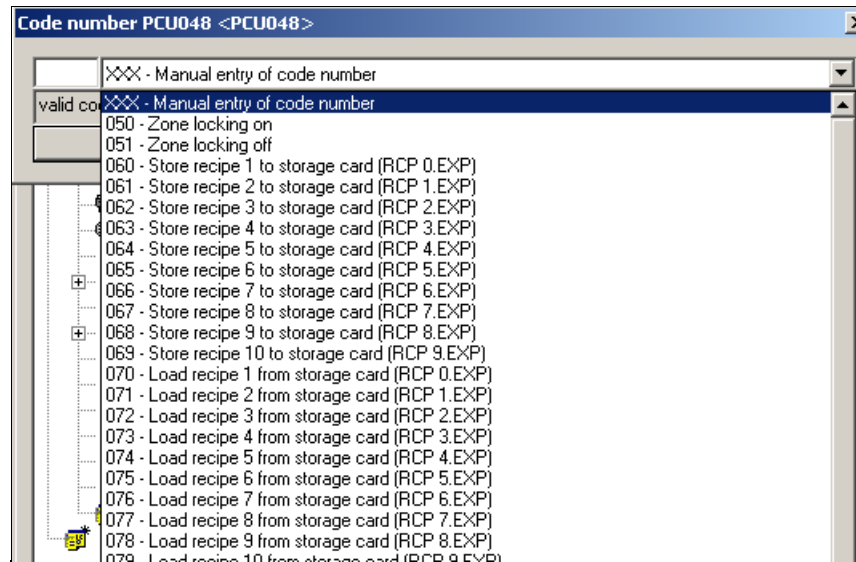 Code number PCU048 <PCU048>
XXX - Manual entry of code number
valid co
XXX - Manual entry of code number
050 - Zone locking on
051 - Zone locking off
060 - Store recipe 1 to storage card (RCP 0.EXP)
061 - Store recipe 2 to storage card (RCP 1.EXP)
062 - Store recipe 3 to storage card (RCP 2.EXP)
063 - Store recipe 4 to storage card (RCP 3.EXP)
064 - Store recipe 5 to storage card (RCP 4.EXP)
065 - Store recipe 6 to storage card (RCP 5.EXP)
066 - Store recipe 7 to storage card (RCP 6.EXP)
067 - Store recipe 8 to storage card (RCP 7.EXP)
068 - Store recipe 9 to storage card (RCP 8.EXP)
069 - Store recipe 10 to storage card (RCP 9.EXP)
070 - Load recipe 1 from storage card (RCP 0.EXP)
071 - Load recipe 2 from storage card (RCP 1.EXP)
072 - Load recipe 3 from storage card (RCP 2.EXP)
073 - Load recipe 4 from storage card (RCP 3.EXP)
074 - Load recipe 5 from storage card (RCP 4.EXP)
075 - Load recipe 6 from storage card (RCP 5.EXP)
076 - Load recipe 7 from storage card (RCP 6.EXP)
077 - Load recipe 8 from storage card (RCP 7.EXP)
078 - Load recipe 9 from storage card (RCP 8.EXP)
079 - Load recipe 10 from storage card (RCP 9.EXP)